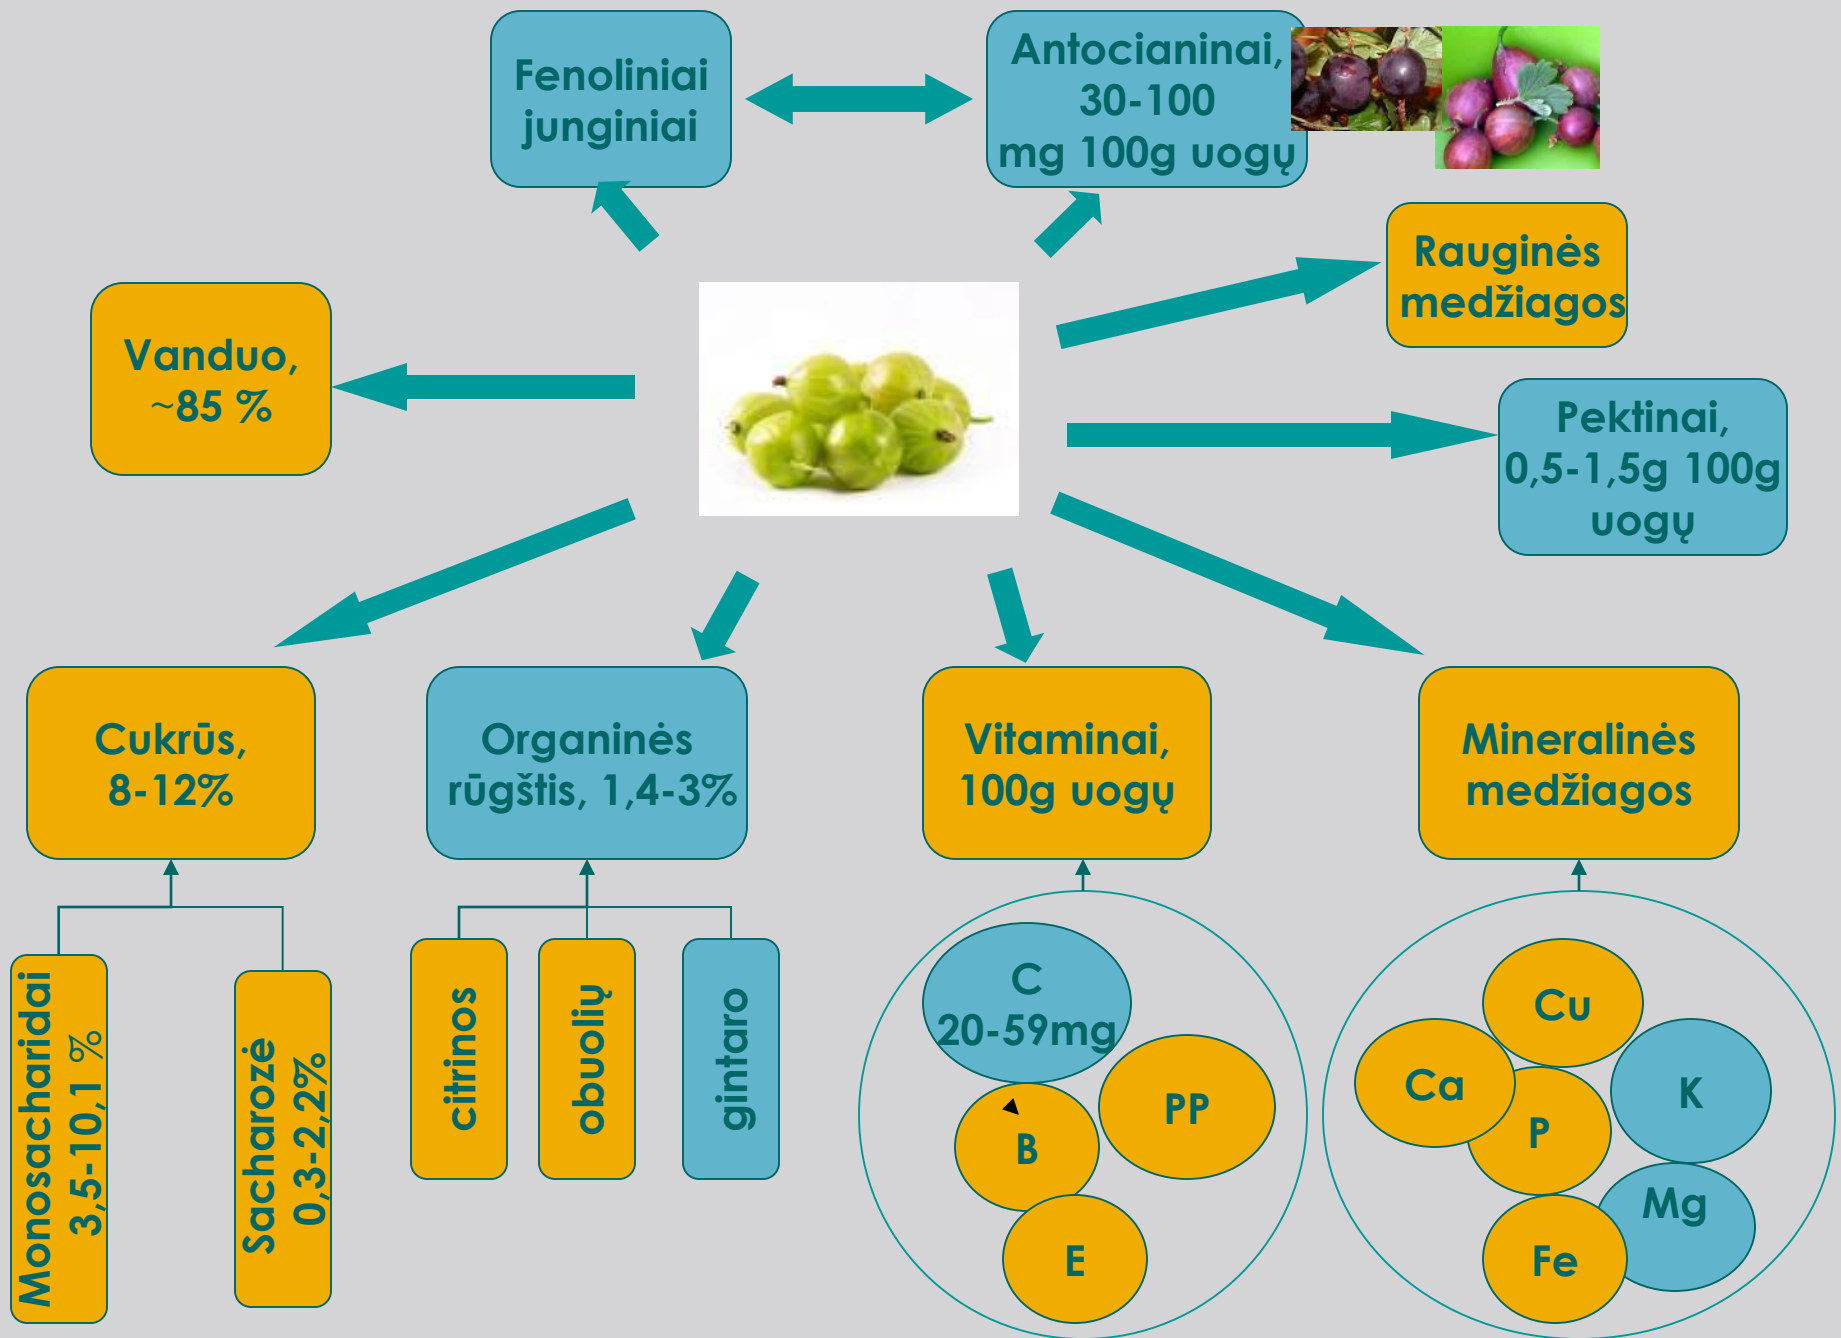 Fenoliniai
junginiai
Antocianinai,
30-100
mg 100g uogų
Rauginės
medžiagos
Vanduo,
~85 %
Pektinai,
0,5-1,5g 100g
uogų
Cukrūs,
8-12%
Organinės
rūgštis, 1,4-3%
Vitaminai,
100g uogų
Mineralinės
medžiagos
Monosacharidai
3,5-10,1 %
Sacharozė
0,3-2,2%
citrinos
obuolių
gintaro
C
20-59mg
PP
B
E
Cu
Ca
K
P
Mg
Fe